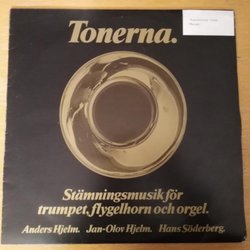 Tonerna.
Stämningsmusik för
trumpet, flygelhorn och orgel.
Anders Hjelm. Jan-Olov Hjelm. Hans Söderberg.